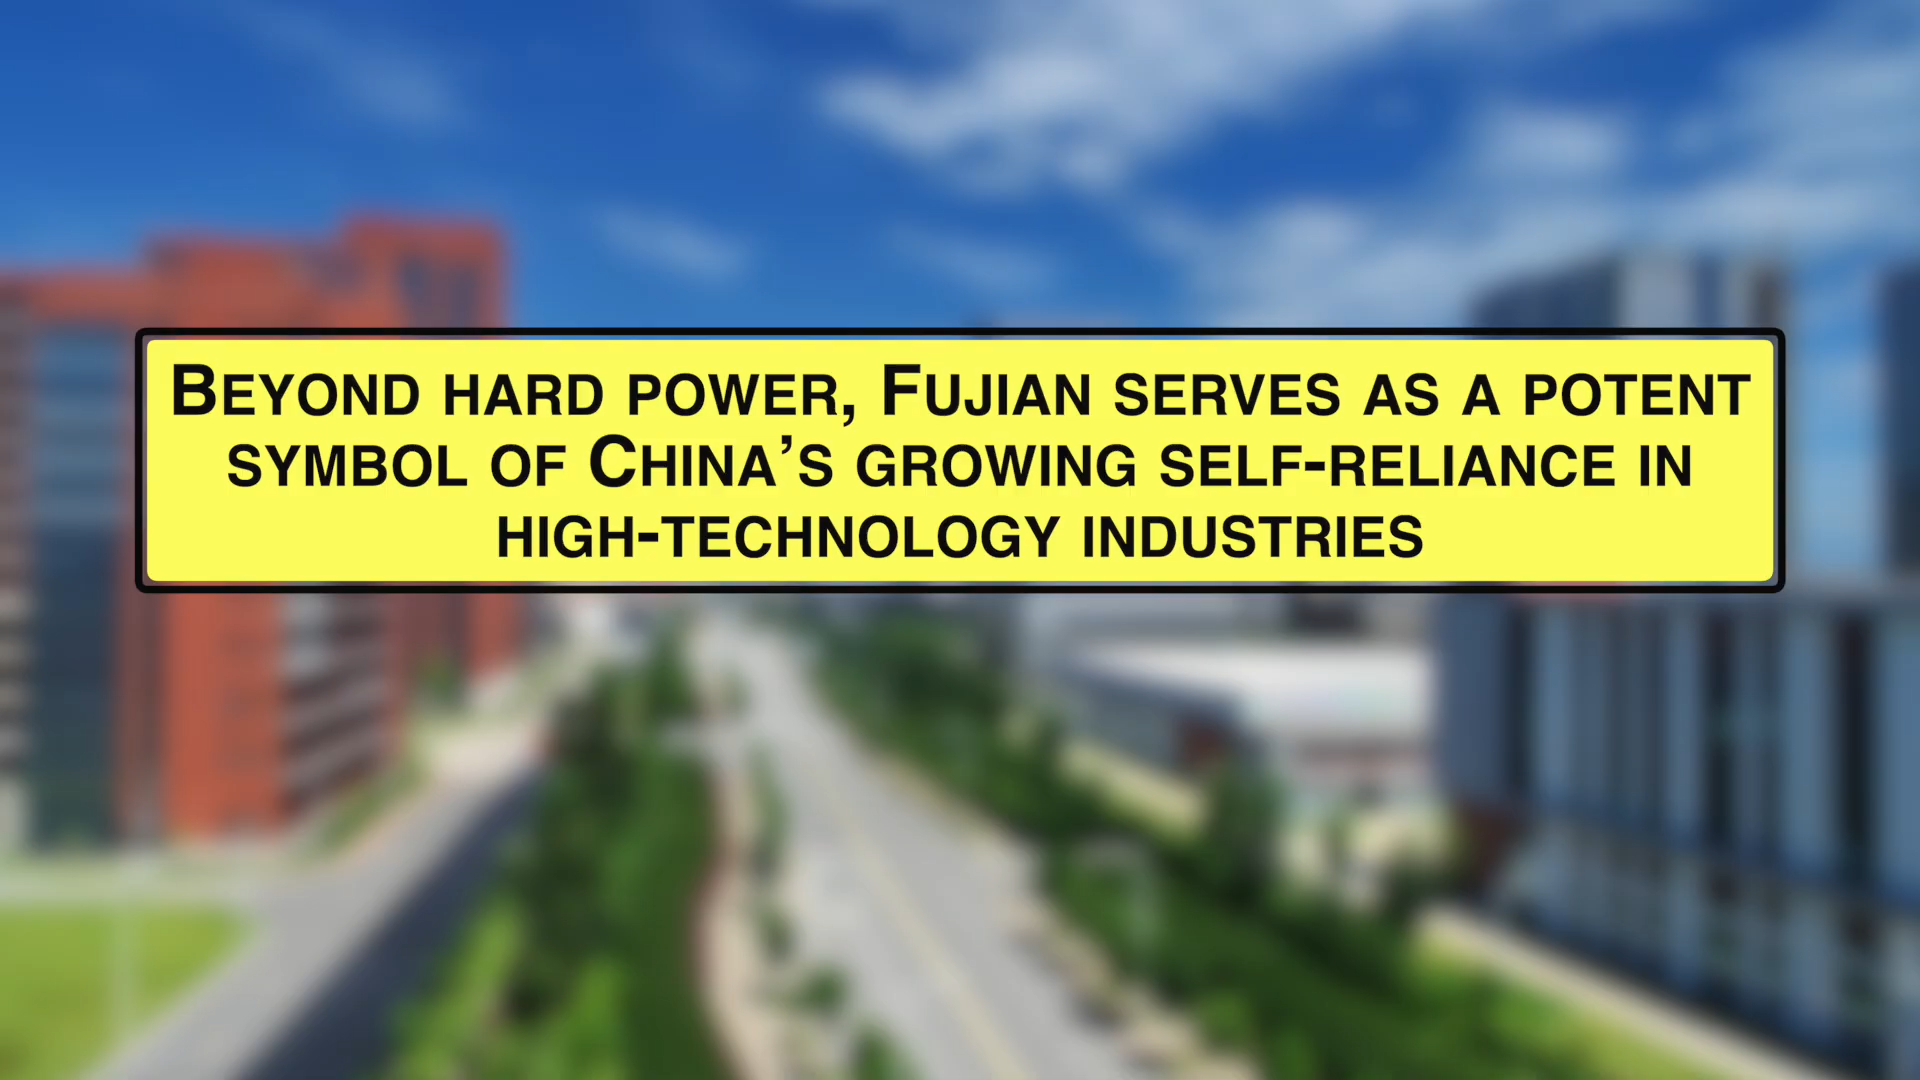 Beyond hard power, Fujian serves as a potent
symbol of China’s growing self-reliance in
high-technology industries